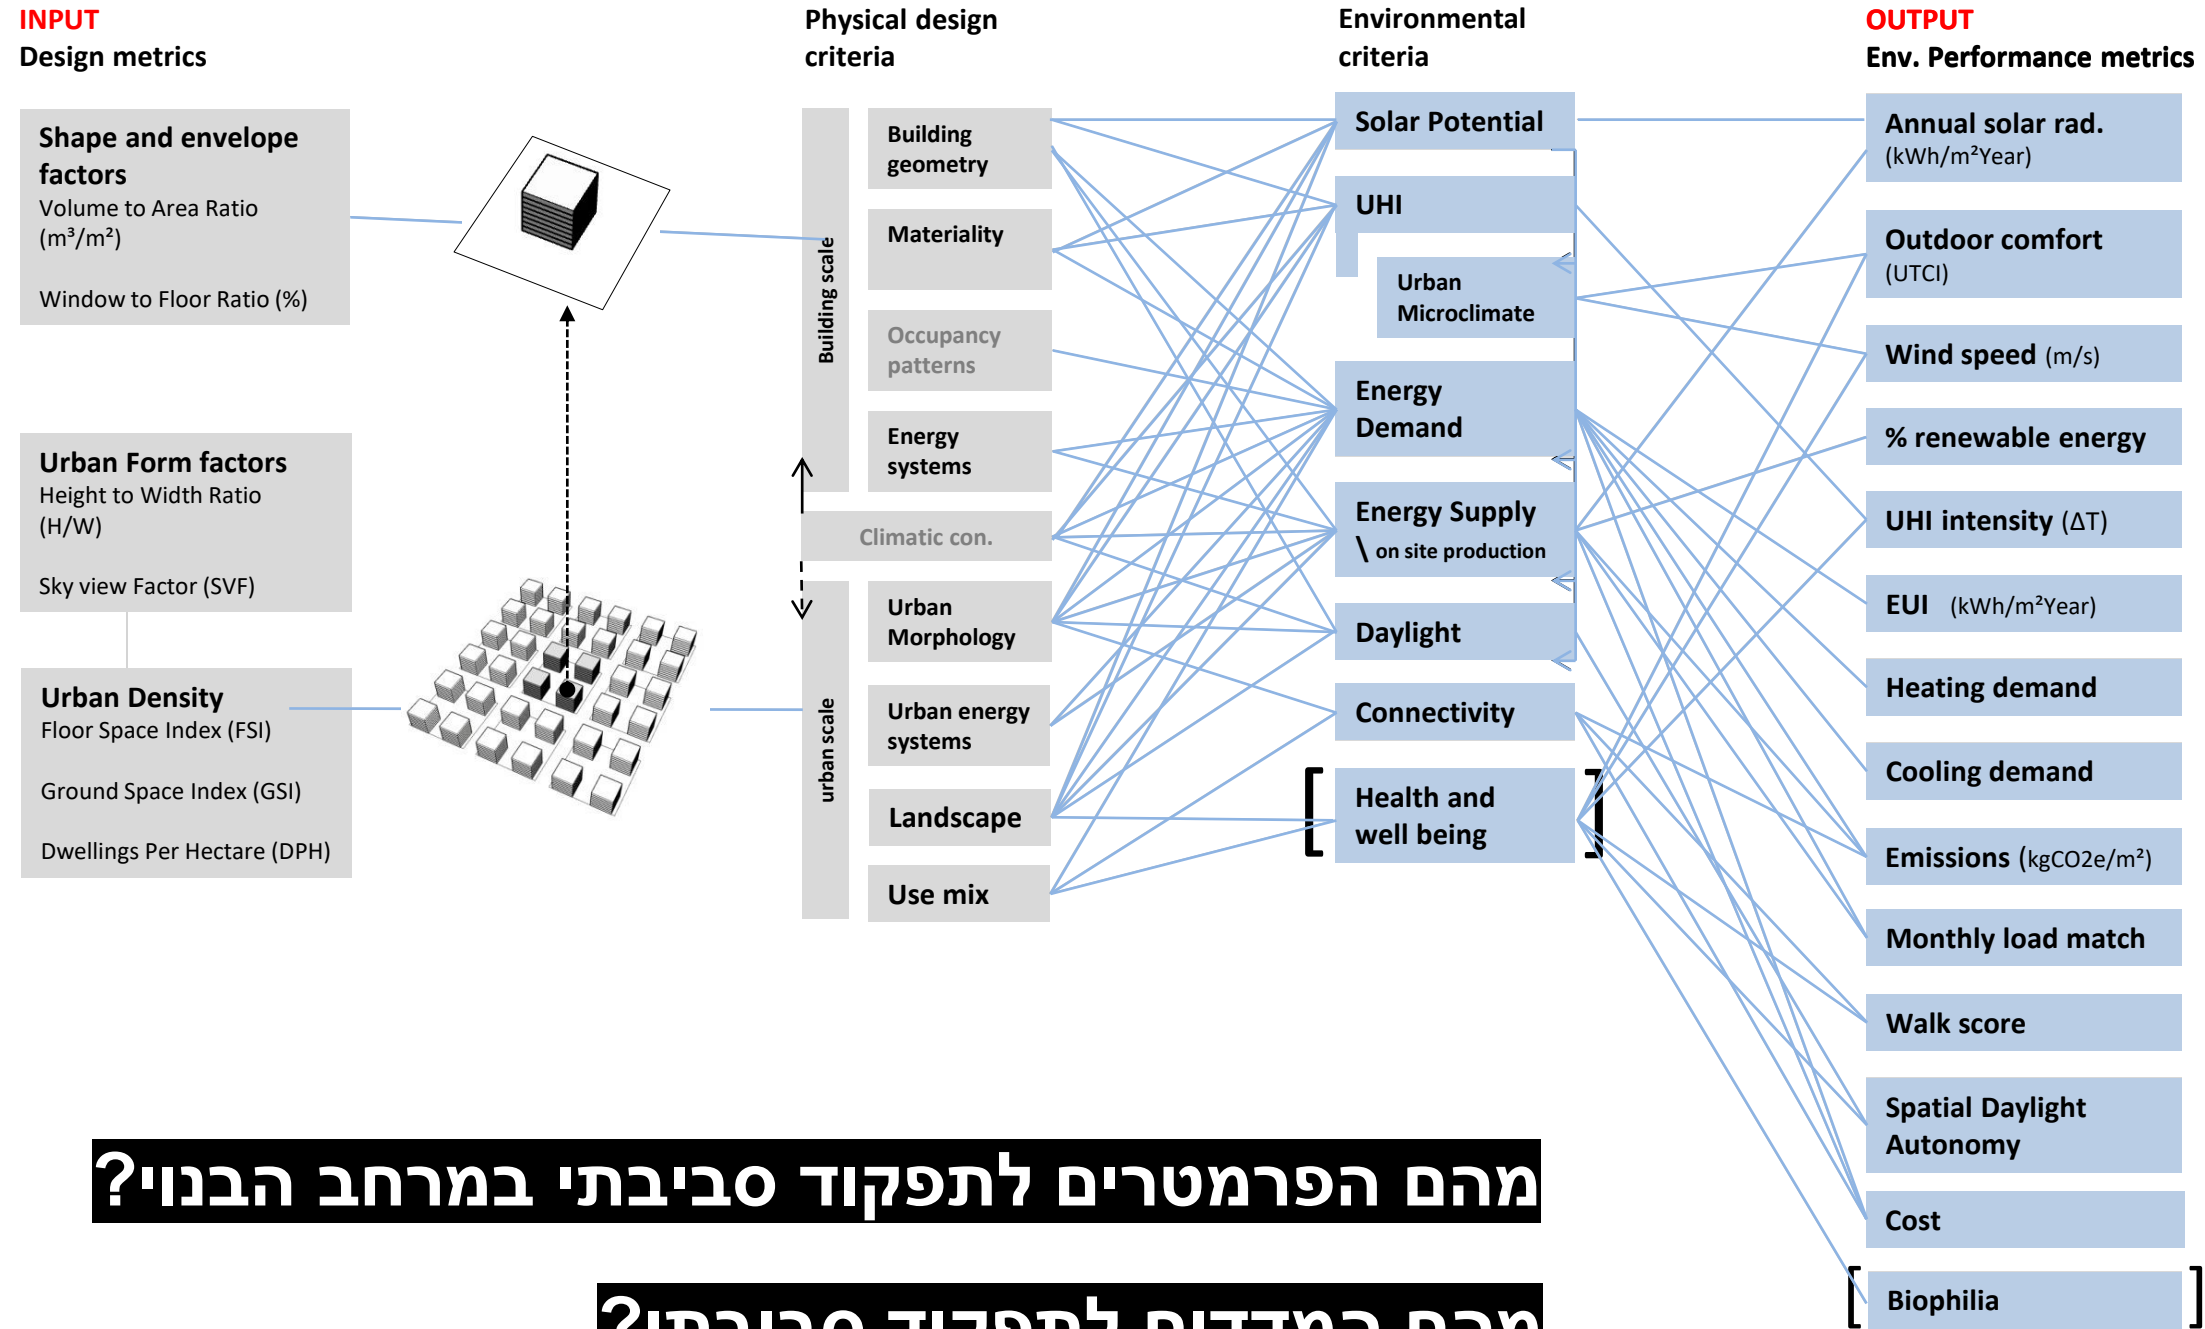 INPUT
Design metrics
Shape and envelope
factors
Volume to Area Ratio
(m³/m²)
Window to Floor Ratio (%)
Urban Form factors
Height to Width Ratio
(H/W)
Sky view Factor (SVF)
Urban Density
Floor Space Index (FSI)
Ground Space Index (GSI)
Dwellings Per Hectare (DPH)
Physical design
criteria
Building scale
Building
geometry
Materiality
Occupancy
patterns
Energy
systems
Climatic con.
urban scale
Urban
Morphology
Urban energy
systems
Landscape
Use mix
Environmental
criteria
Solar Potential
UHI
Urban
Microclimate
Energy
Demand
Energy Supply
\ on site production
Daylight
Connectivity
[ Health and
well being ]
OUTPUT
Env. Performance metrics
Annual solar rad.
(kWh/m²Year)
Outdoor comfort
(UTCI)
Wind speed (m/s)
% renewable energy
UHI intensity (ΔT)
EUI (kWh/m²Year)
Heating demand
Cooling demand
Emissions (kgCO2e/m²)
Monthly load match
Walk score
Spatial Daylight
Autonomy
Cost
[ Biophilia ]
מהם הפרמטרים לתפקוד סביבתי במרחב הבנוי?
מהם המדדים לתפקיד סביבתי?